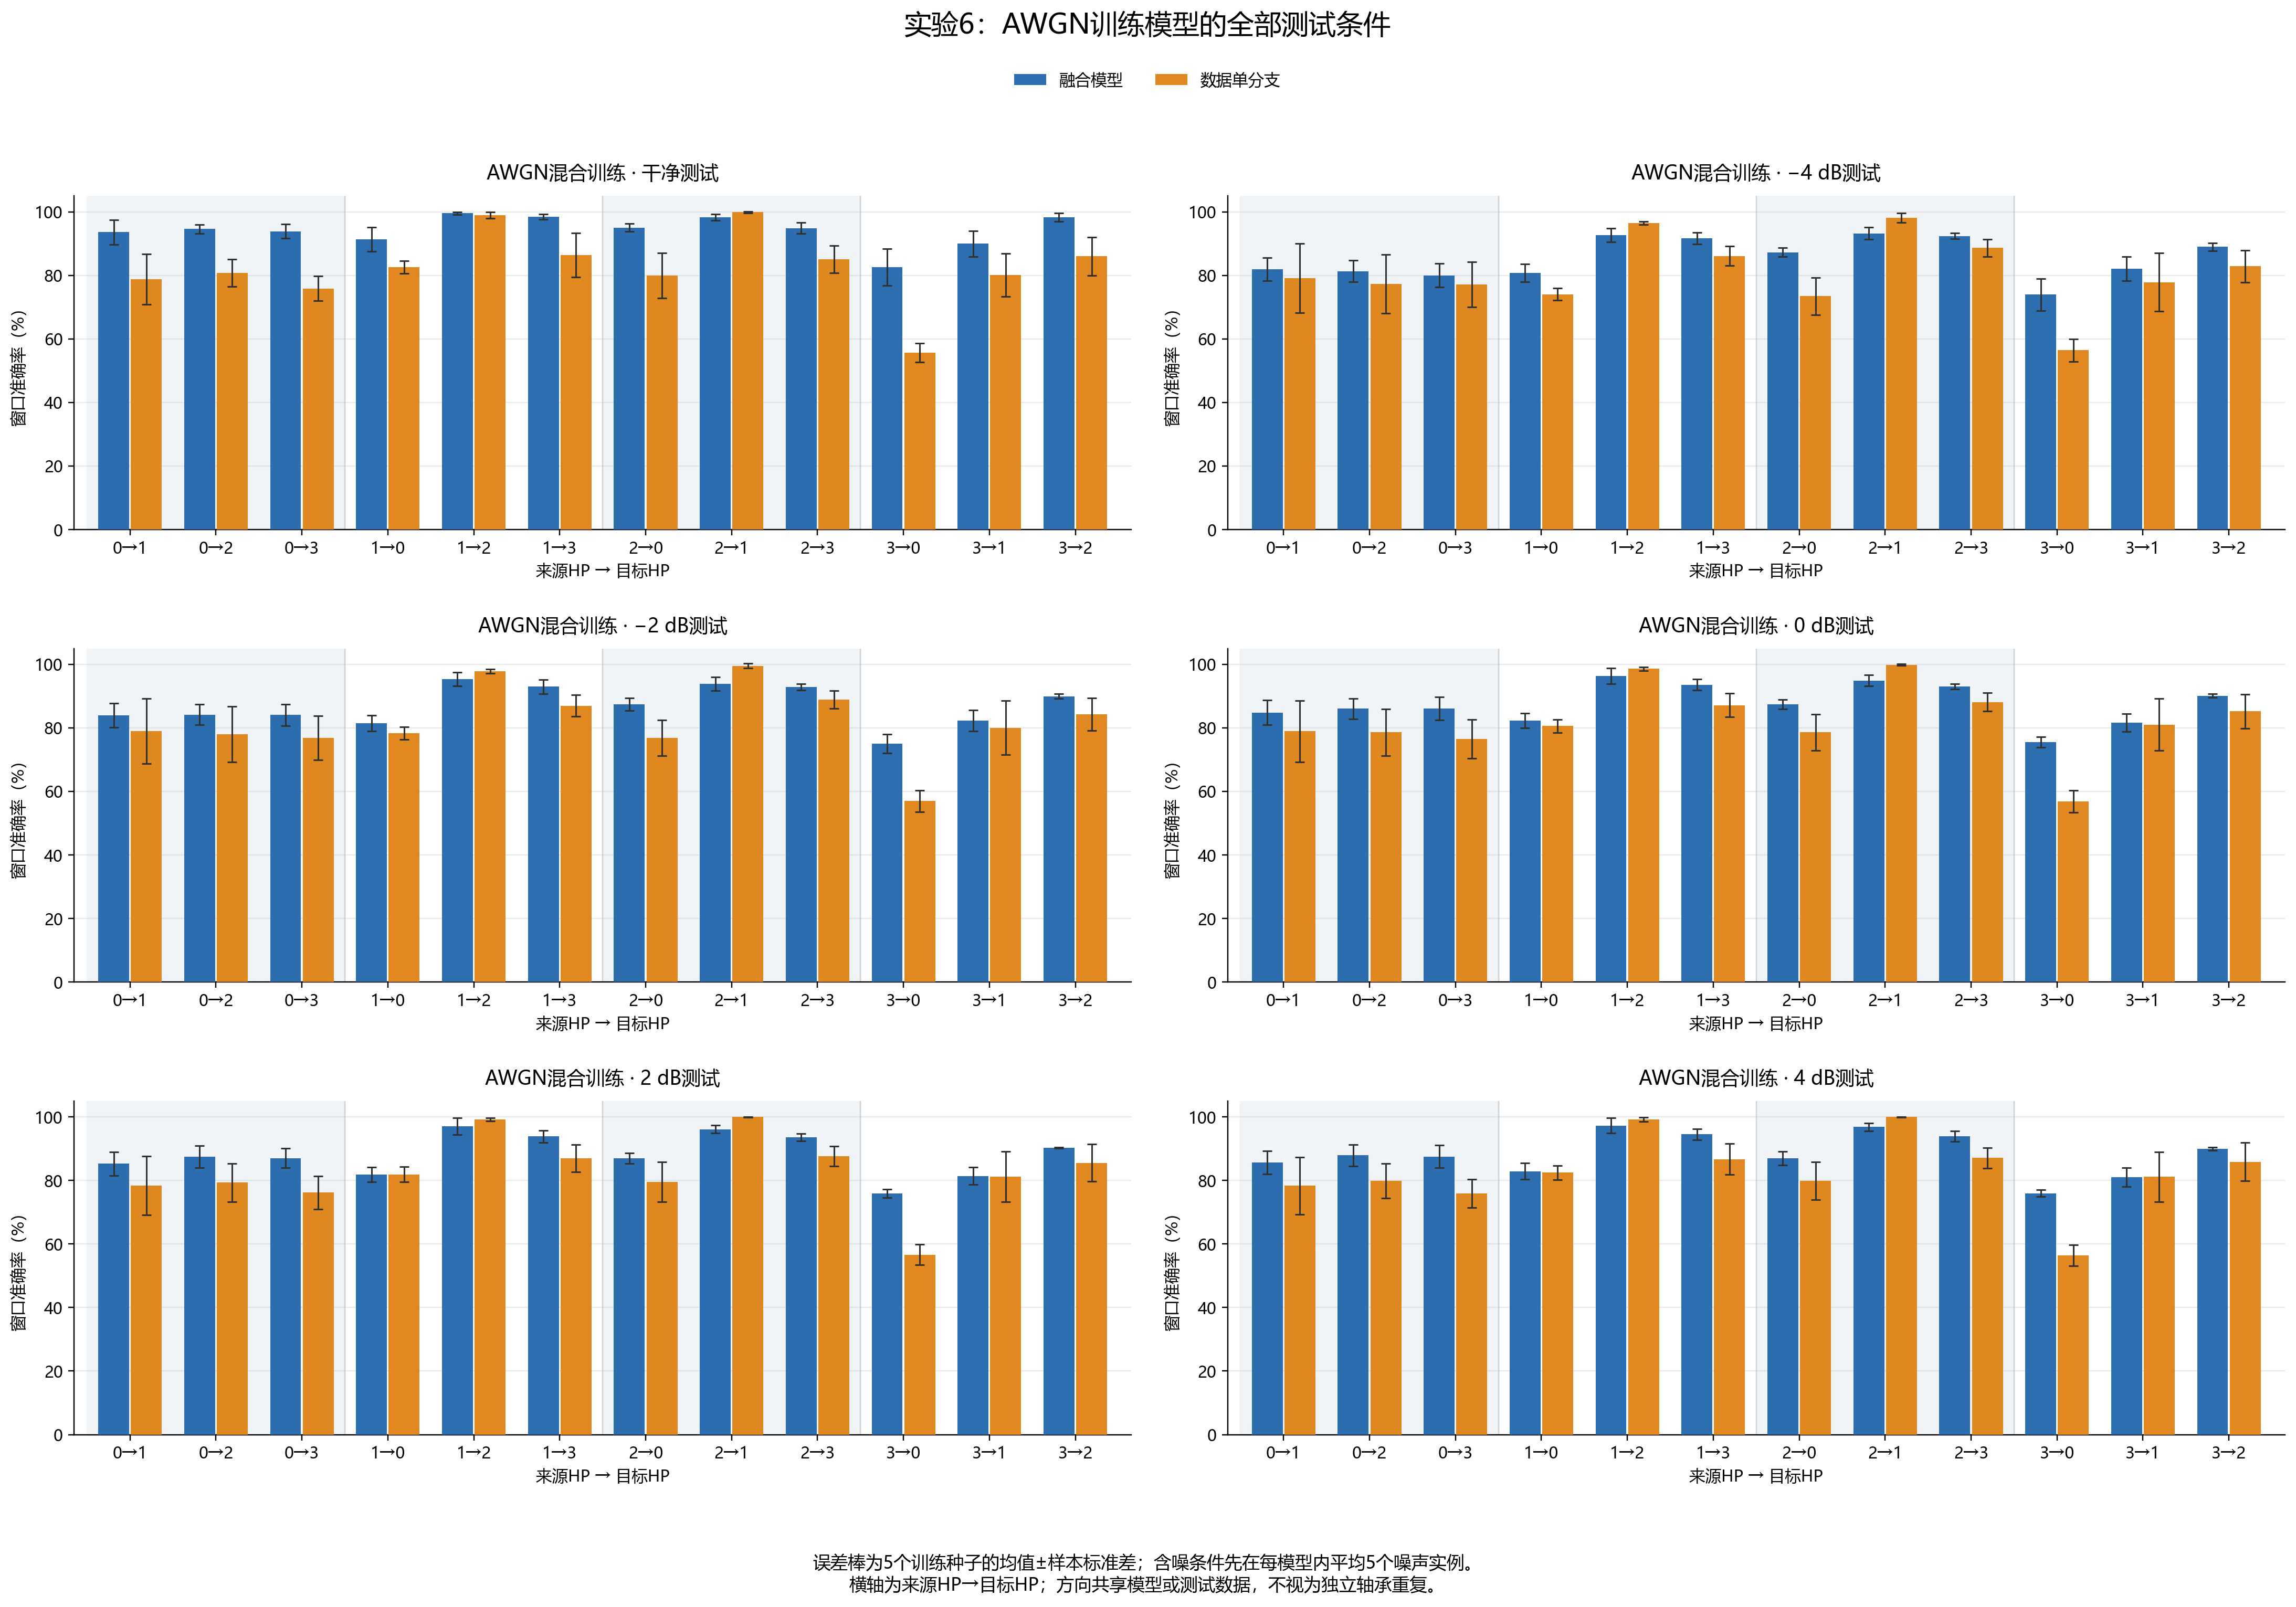 实验6：AWGN训练模型的全部测试条件
融合模型 数据单分支
AWGN混合训练 · 干净测试
窗口准确率（%）
100
80
60
40
20
0
0→1 0→2 0→3 1→0 1→2 1→3 2→0 2→1 2→3 3→0 3→1 3→2
来源HP → 目标HP
AWGN混合训练 · −4 dB测试
窗口准确率（%）
100
80
60
40
20
0
0→1 0→2 0→3 1→0 1→2 1→3 2→0 2→1 2→3 3→0 3→1 3→2
来源HP → 目标HP
AWGN混合训练 · −2 dB测试
窗口准确率（%）
100
80
60
40
20
0
0→1 0→2 0→3 1→0 1→2 1→3 2→0 2→1 2→3 3→0 3→1 3→2
来源HP → 目标HP
AWGN混合训练 · 0 dB测试
窗口准确率（%）
100
80
60
40
20
0
0→1 0→2 0→3 1→0 1→2 1→3 2→0 2→1 2→3 3→0 3→1 3→2
来源HP → 目标HP
AWGN混合训练 · 2 dB测试
窗口准确率（%）
100
80
60
40
20
0
0→1 0→2 0→3 1→0 1→2 1→3 2→0 2→1 2→3 3→0 3→1 3→2
来源HP → 目标HP
AWGN混合训练 · 4 dB测试
窗口准确率（%）
100
80
60
40
20
0
0→1 0→2 0→3 1→0 1→2 1→3 2→0 2→1 2→3 3→0 3→1 3→2
来源HP → 目标HP
误差棒为5个训练种子的均值±样本标准差；含噪条件先在每模型内平均5个噪声实例。
横轴为来源HP→目标HP；方向共享模型或测试数据，不视为独立轴承重复。